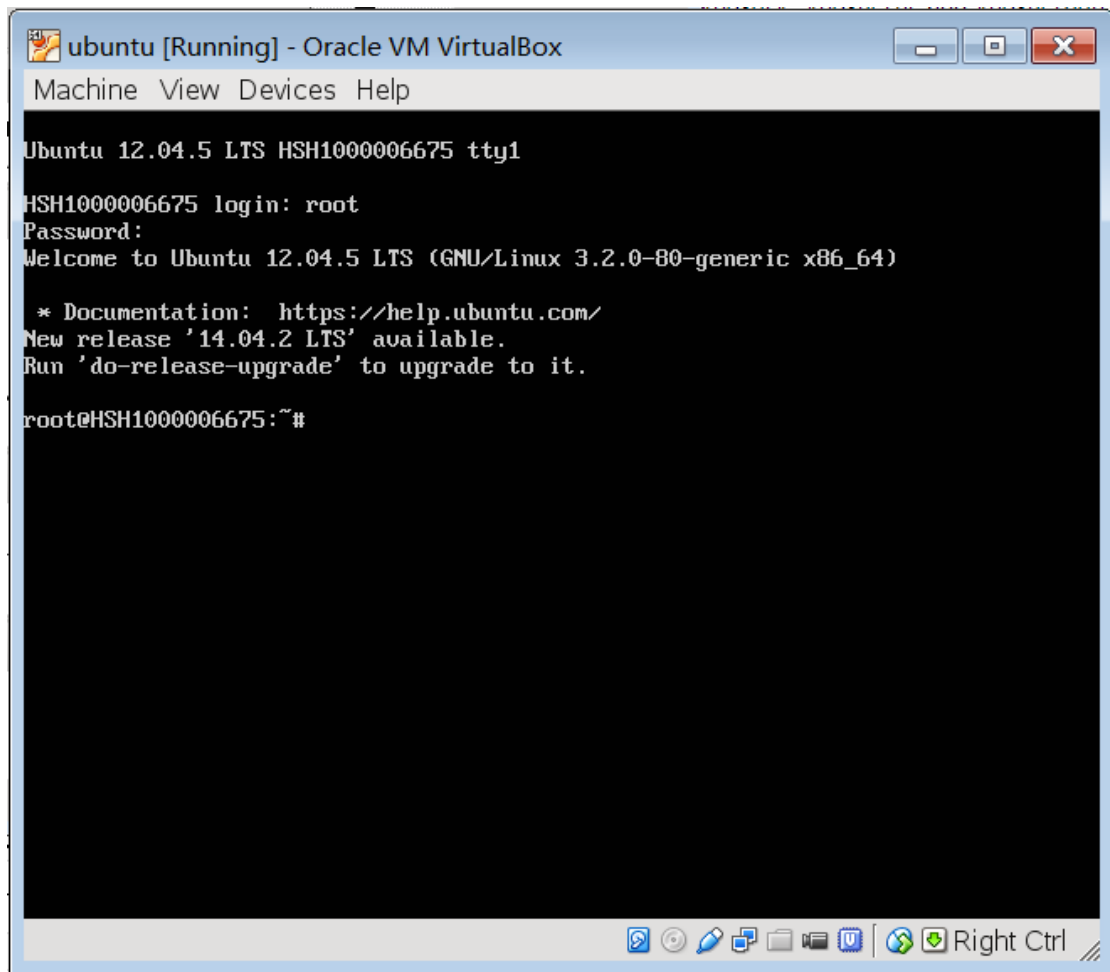 ubuntu [Running] - Oracle VM VirtualBox
Machine View Devices Help
Ubuntu 12.04.5 LTS HSH1000006675 tty1
HSH1000006675 login: root
Password:
Welcome to Ubuntu 12.04.5 LTS (GNU/Linux 3.2.0-80-generic x86_64)
* Documentation: https://help.ubuntu.com/
New release '14.04.2 LTS' available.
Run 'do-release-upgrade' to upgrade to it.
root@HSH1000006675:~#
Right Ctrl